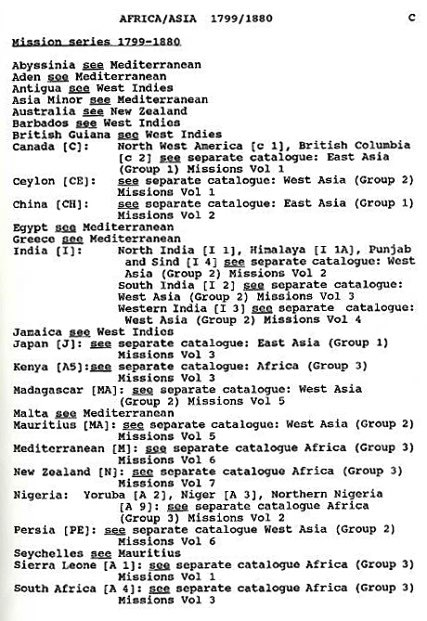 AFRICA/ASIA 1799/1880 C
Mission series 1799-1880
Abyssinia see Mediterranean
Aden see Mediterranean
Antigua see West Indies
Asia Minor see Mediterranean
Australia see New Zealand
Barbados see West Indies
British Guiana see West Indies
Canada [C]: North West America [c 1], British Columbia
[c 2] see separate catalogue: East Asia
(Group 1) Missions Vol 1
Ceylon [CE]: see separate catalogue: West Asia (Group 2)
Missions Vol 1
China [CH]: see separate catalogue: East Asia (Group 1)
Missions Vol 2
Egypt see Mediterranean
Greece see Mediterranean
India [I]: North India [I 1], Himalaya [I 1A], Punjab
and Sind [I 4] see separate catalogue: West
Asia (Group 2) Missions Vol 2
South India [I 2] see separate catalogue:
West Asia (Group 2) Missions Vol 3
Western India [I 3] see separate catalogue:
West Asia (Group 2) Missions Vol 4
Jamaica see West Indies
Japan [J]:see separate catalogue: East Asia (Group 1)
Missions Vol 3
Kenya [A5]:see separate catalogue: Africa (Group 3)
Missions Vol 3
Madagascar [MA]: see separate catalogue: West Asia
(Group 2) Missions Vol 5
Malta see Mediterranean
Mauritius [MA]: see separate catalogue: West Asia (Group 2)
Missions Vol 5
Mediterranean [M]: see separate catalogue Africa (Group 3)
Missions Vol 6
New Zealand [N]: see separate catalogue Africa (Group 3)
Missions Vol 7
Nigeria: Yoruba [A 2], Niger [A 3], Northern Nigeria
[A 9]: see separate catalogue Africa
(Group 3) Missions Vol 2
Persia [PE]: see separate catalogue West Asia (Group 2)
Missions Vol 6
Seychelles see Mauritius
Sierra Leone [A 1]: see separate catalogue Africa (Group 3)
Missions Vol 1
South Africa [A 4]: see separate catalogue Africa (Group 3)
Missions Vol 3